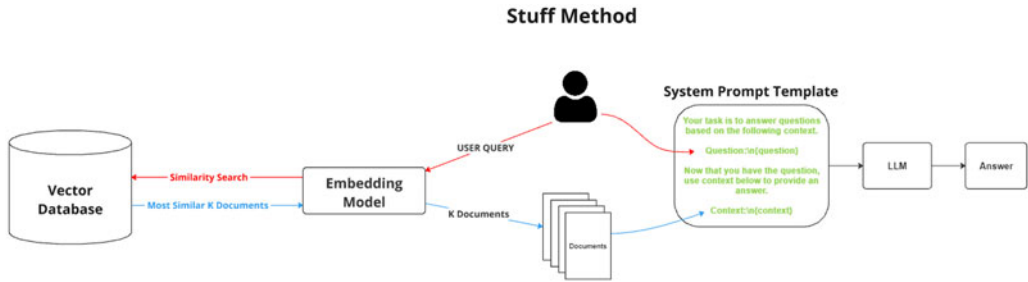 Stuff Method
System Prompt Template
Your task is to answer questions
based on the following context.
Question:\n{question}
Now that you have the question,
use context below to provide an
answer.
Context:\n{context}
USER QUERY
Vector
Database
Similarity Search
Most Similar K Documents
Embedding
Model
K Documents
Documents
LLM
Answer